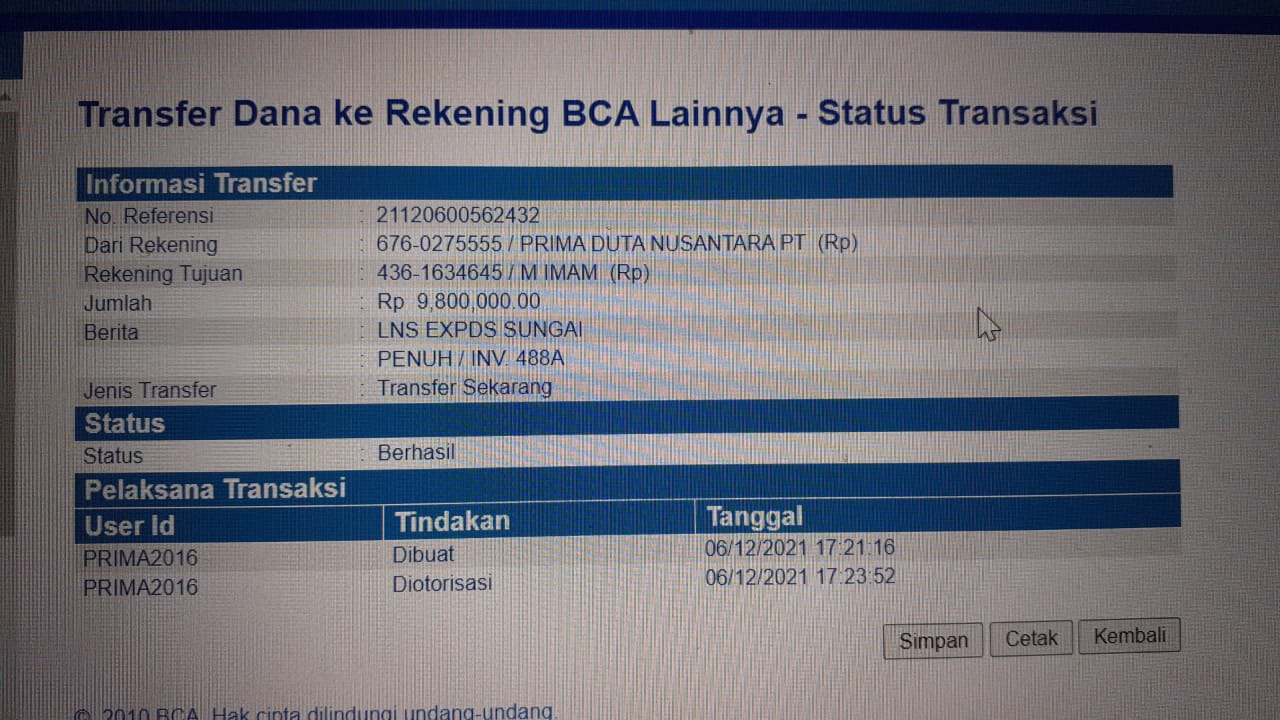 Transfer Dana ke Rekening BCA Lainnya - Status Transaksi
Informasi Transfer
No. Referensi : 21120600562432
Dari Rekening : 676-0275555 / PRIMA DUTA NUSANTARA PT (Rp)
Rekening Tujuan : 436-1634645 / M IMAM (Rp)
Jumlah : Rp 9,800,000.00
Berita : LNS EXPDS SUNGAI
: PENUH / INV. 488A
Jenis Transfer : Transfer Sekarang
Status
Status : Berhasil
Pelaksana Transaksi
User Id Tindakan Tanggal
PRIMA2016 Dibuat 06/12/2021 17:21:16
PRIMA2016 Diotorisasi 06/12/2021 17:23:52
Simpan Cetak Kembali
© 2010 BCA. Hak cipta dilindungi undang-undang.